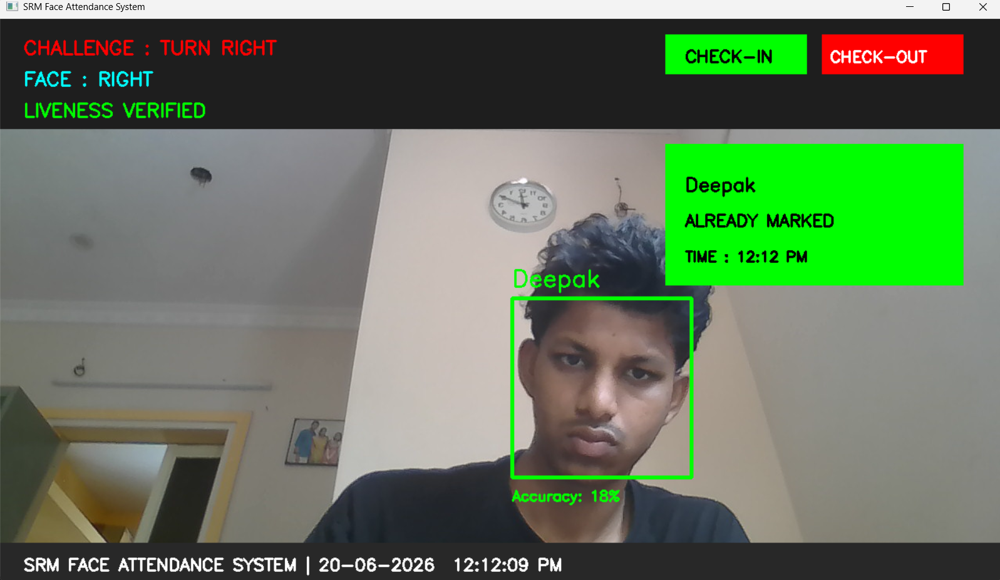 SRM Face Attendance System
CHALLENGE : TURN RIGHT
FACE : RIGHT
LIVENESS VERIFIED
CHECK-IN
CHECK-OUT
Deepak
ALREADY MARKED
TIME : 12:12 PM
Deepak
Accuracy: 18%
SRM FACE ATTENDANCE SYSTEM | 20-06-2026 12:12:09 PM